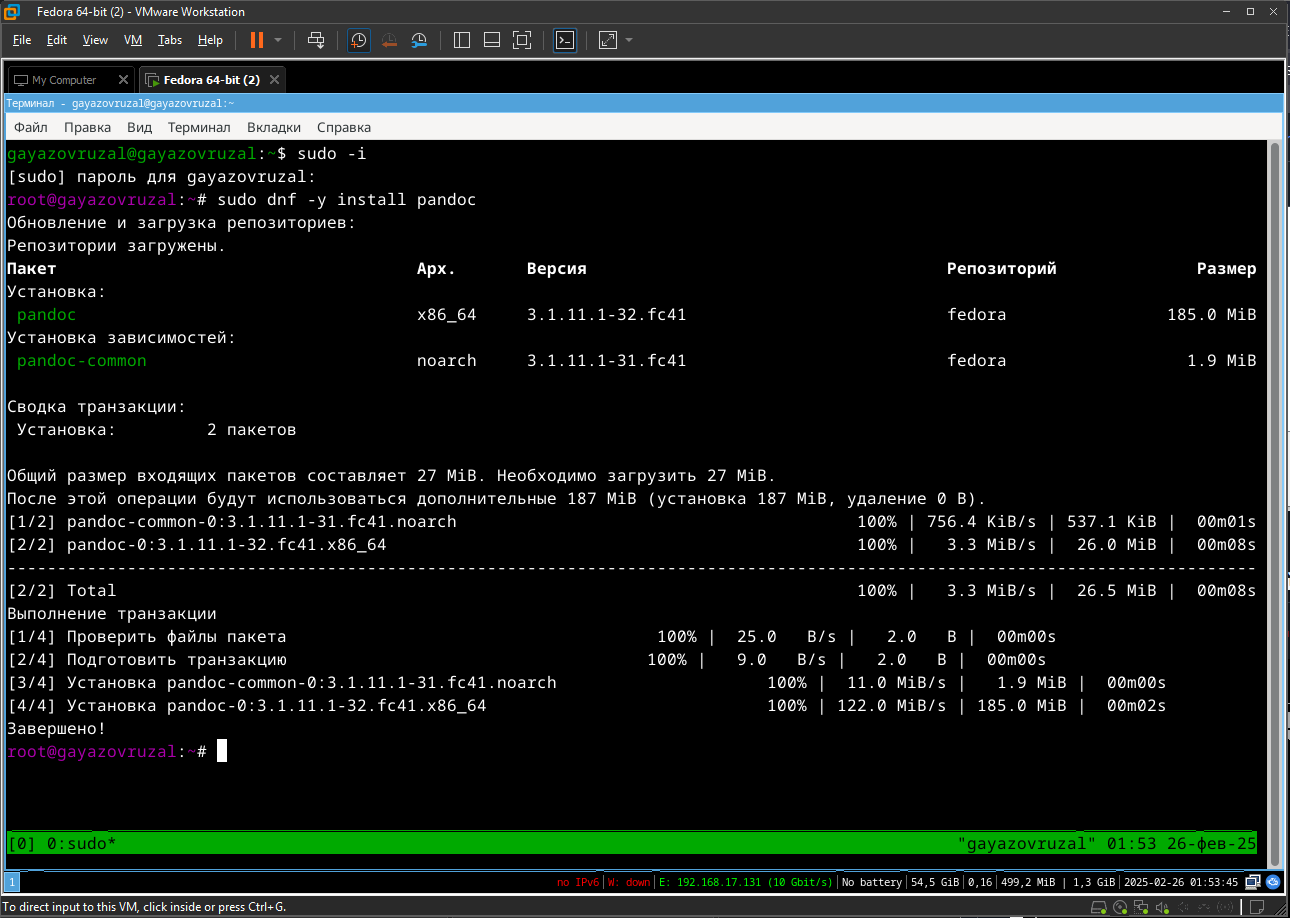 Fedora 64-bit (2) - VMware Workstation
File Edit View VM Tabs Help
My Computer Fedora 64-bit (2)
Терминал - gayazovruzal@gayazovruzal:~
Файл Правка Вид Терминал Вкладки Справка
gayazovruzal@gayazovruzal:~$ sudo -i
[sudo] пароль для gayazovruzal:
root@gayazovruzal:~# sudo dnf -y install pandoc
Обновление и загрузка репозиториев:
Репозитории загружены.
Пакет Арх. Версия Репозиторий Размер
Установка:
pandoc x86_64 3.1.11.1-32.fc41 fedora 185.0 MiB
Установка зависимостей:
pandoc-common noarch 3.1.11.1-31.fc41 fedora 1.9 MiB
Сводка транзакции:
Установка: 2 пакетов
Общий размер входящих пакетов составляет 27 MiB. Необходимо загрузить 27 MiB.
После этой операции будут использоваться дополнительные 187 MiB (установка 187 MiB, удаление 0 B).
[1/2] pandoc-common-0:3.1.11.1-31.fc41.noarch 100% | 756.4 KiB/s | 537.1 KiB | 00m01s
[2/2] pandoc-0:3.1.11.1-32.fc41.x86_64 100% | 3.3 MiB/s | 26.0 MiB | 00m08s
--------------------------------------------------------------------------------
[2/2] Total 100% | 3.3 MiB/s | 26.5 MiB | 00m08s
Выполнение транзакции
[1/4] Проверить файлы пакета 100% | 25.0 B/s | 2.0 B | 00m00s
[2/4] Подготовить транзакцию 100% | 9.0 B/s | 2.0 B | 00m00s
[3/4] Установка pandoc-common-0:3.1.11.1-31.fc41.noarch 100% | 11.0 MiB/s | 1.9 MiB | 00m00s
[4/4] Установка pandoc-0:3.1.11.1-32.fc41.x86_64 100% | 122.0 MiB/s | 185.0 MiB | 00m02s
Завершено!
root@gayazovruzal:~#
[0] 0:sudo* "gayazovruzal" 01:53 26-фев-25
1 no IPv6|W: down|E: 192.168.17.131 (10 Gbit/s)|No battery|54,5 GiB|0,16|499,2 MiB | 1,3 GiB|2025-02-26 01:53:45
To direct input to this VM, click inside or press Ctrl+G.